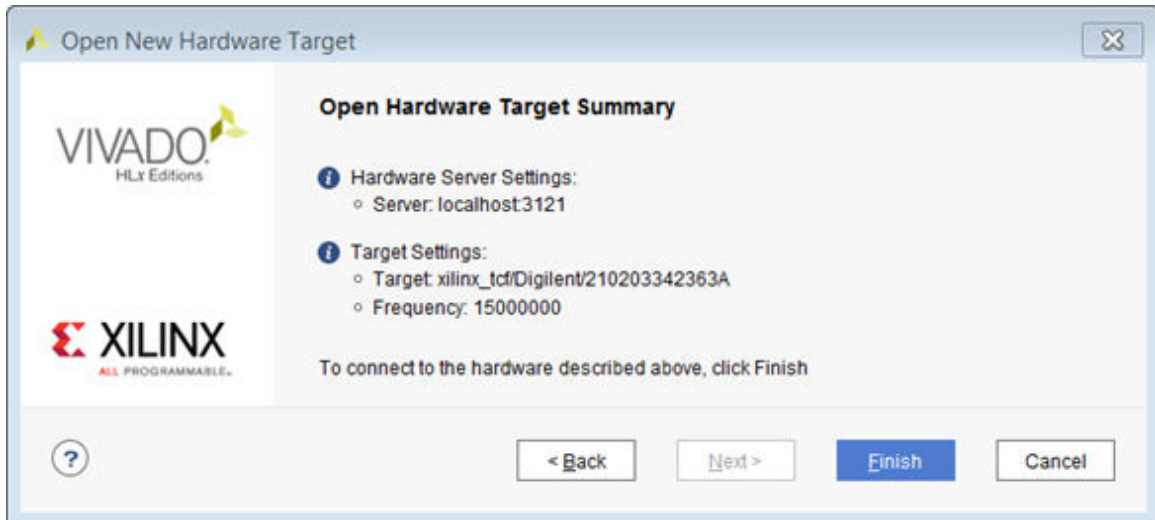 Open New Hardware Target
VIVADO.
HLx Editions
Open Hardware Target Summary
Hardware Server Settings:
Server: localhost:3121
Target Settings:
Target: xilinx_tcf/Digilent/210203342363A
Frequency: 15000000
XILINX
ALL PROGRAMMABLE.
To connect to the hardware described above, click Finish
?
< Back
Next >
Finish
Cancel